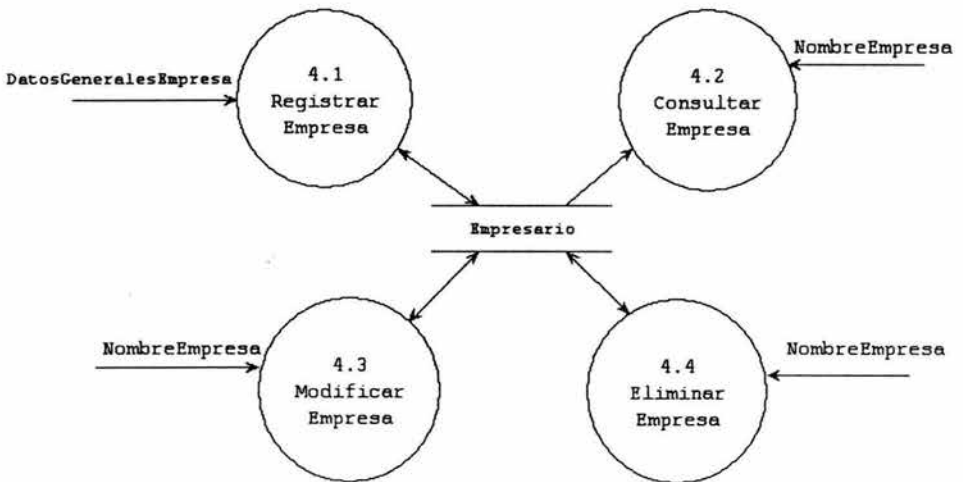 DatosGeneralesEmpresa
4.1
Registrar
Empresa
NombreEmpresa
4.2
Consultar
Empresa
Empresario
NombreEmpresa
4.3
Modificar
Empresa
NombreEmpresa
4.4
Eliminar
Empresa